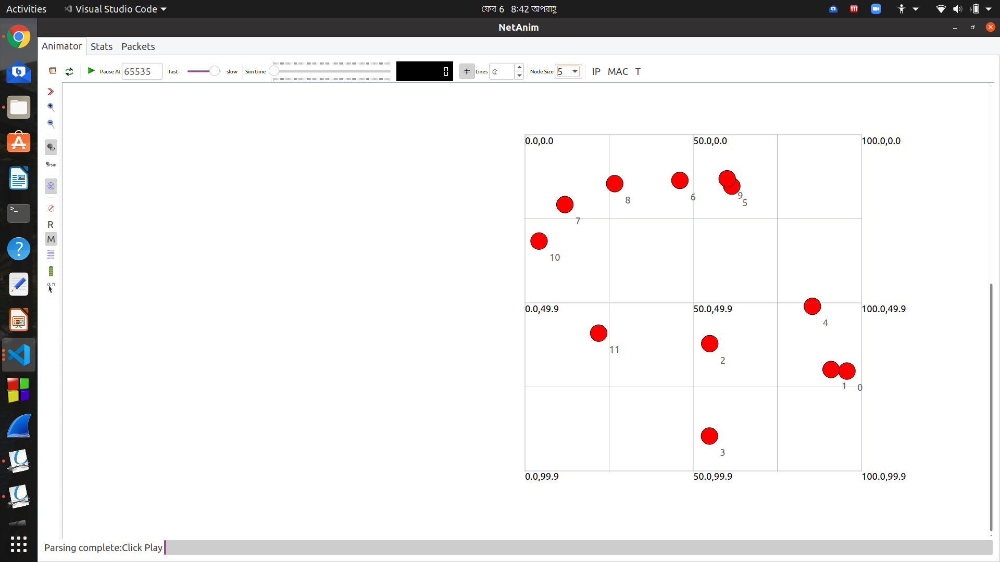 Activities Visual Studio Code ফেব 6 8:42 অপরাহ্ণ
NetAnim
Animator Stats Packets
Pause At 65535 fast slow Sim time 0 # Lines ৫ Node Size 5 IP MAC T
ID
SYSID
R
M
(X, Y)
0.0,0.0 50.0,0.0 100.0,0.0
9
6
8
5
7
10
0.0,49.9 50.0,49.9 100.0,49.9
4
11
2
1 0
3
0.0,99.9 50.0,99.9 100.0,99.9
Parsing complete:Click Play